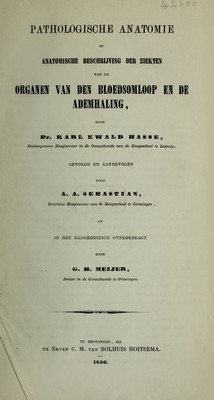 PATHOLOGISCHE ANATOMIE
OF
ANATOMISCHE BESCHRIJVING DER ZIEKTEN
VAN DE
ORGANEN VAN DEN BLOEDSOMLOOP EN DE
ADEMHALING,
DOOR
Dr. KARL EWALD HASSE,
Buitengewoon Hoogleeraar in de Geneeskunde aan de Hoogeschool te Leipzig;
GEVOLGD EN AANBEVOLEN
DOOR
A. A. SEBASTIAN,
Gewoon Hoogleeraar aan de Hoogeschool te Groningen,
EN
IN HET NEDERDUITSCH OVERGEBRAGT
DOOR
G. H. MEIJER,
Doctor in de Geneeskunde te Groningen.
TE GRONINGEN, BIJ
DE ERVEN C. M. VAN BOLHUIS HOITSEMA.
1850.